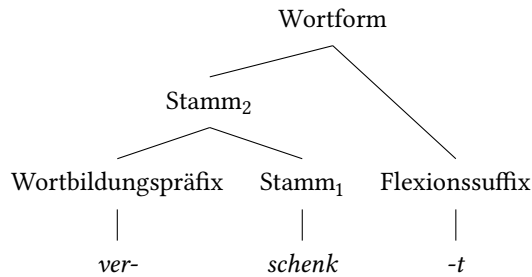 Wortform
Stamm₂
Wortbildungspräfix Stamm₁ Flexionssuffix
ver- schenk -t